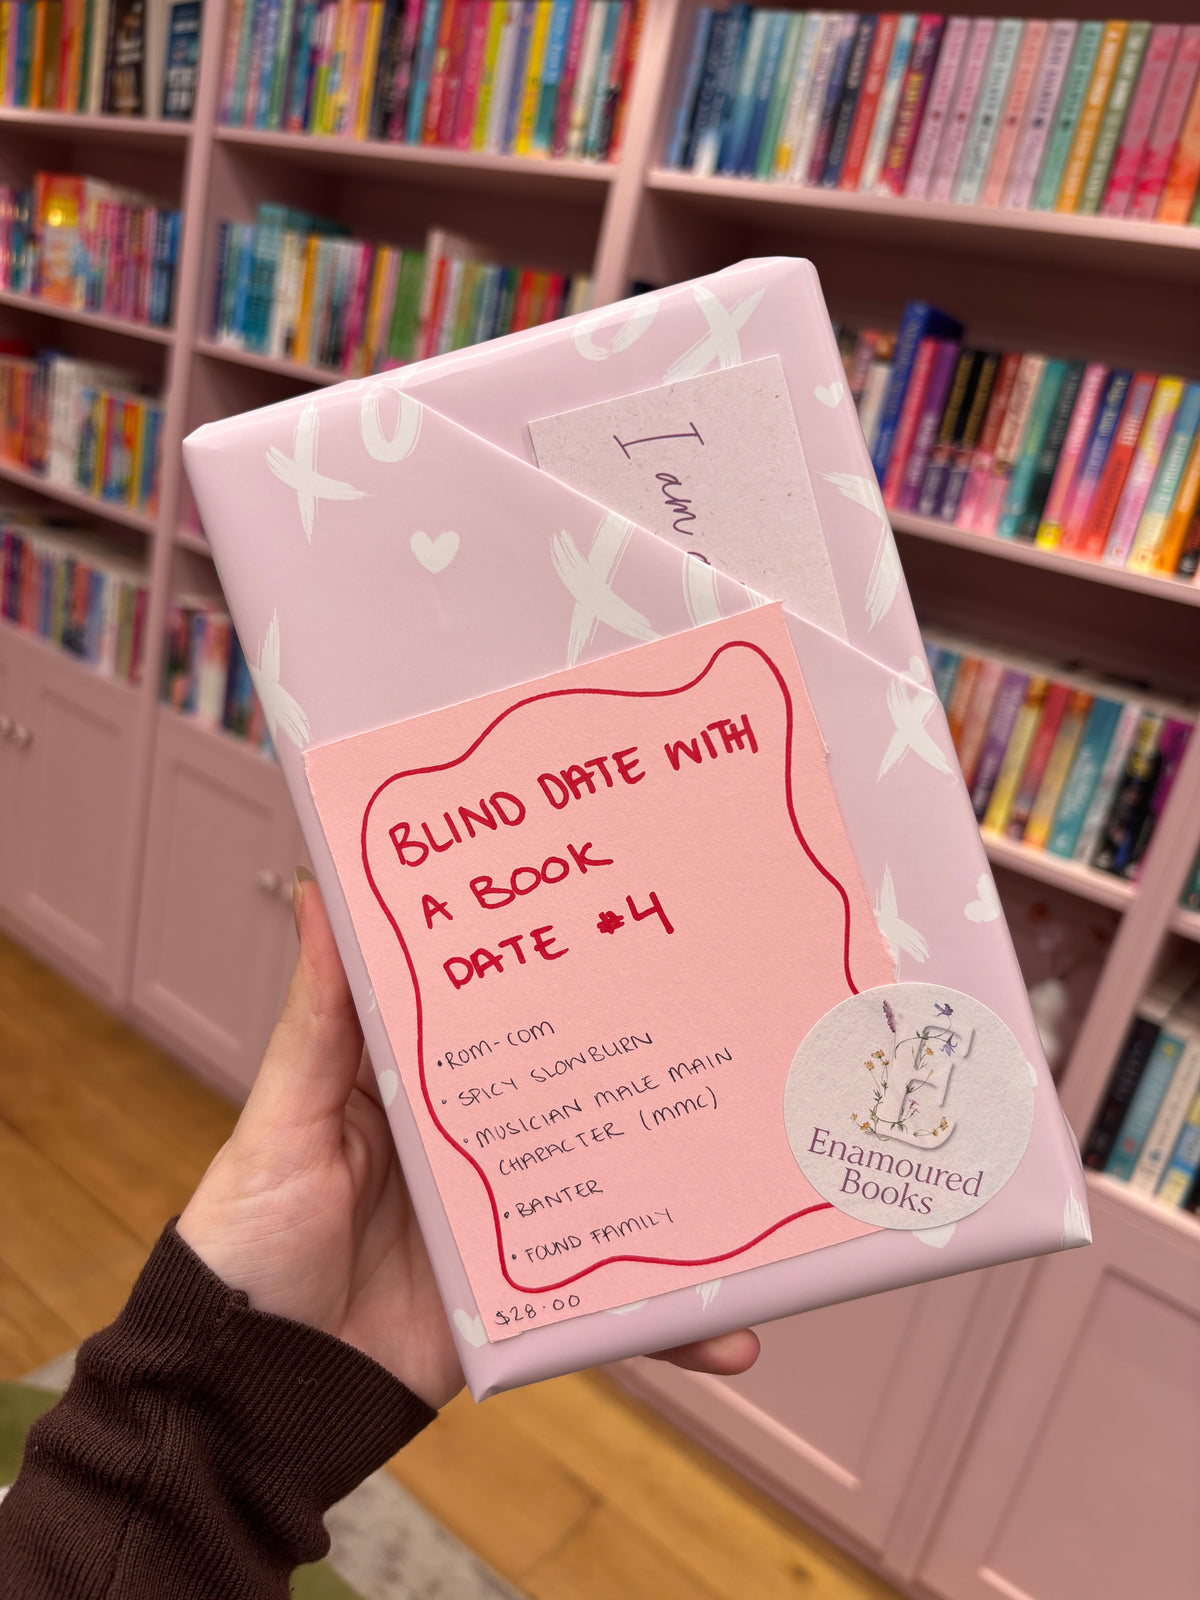 I am
BLIND DATE WITH
A BOOK
DATE #4
•ROM-COM
• SPICY SLOWBURN
• MUSICIAN MALE MAIN
CHARACTER (MMC)
• BANTER
• FOUND FAMILY
$28.00
E
Enamoured
Books